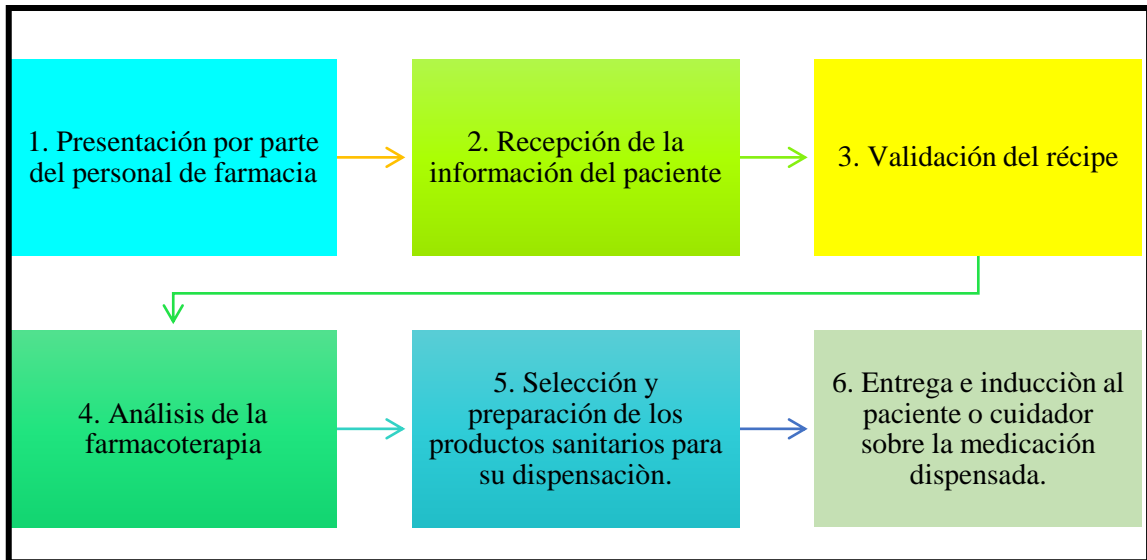 1. Presentación por parte
del personal de farmacia
2. Recepción de la
información del paciente
3. Validación del récipe
4. Análisis de la
farmacoterapia
5. Selección y
preparación de los
productos sanitarios para
su dispensaciòn.
6. Entrega e inducciòn al
paciente o cuidador
sobre la medicación
dispensada.